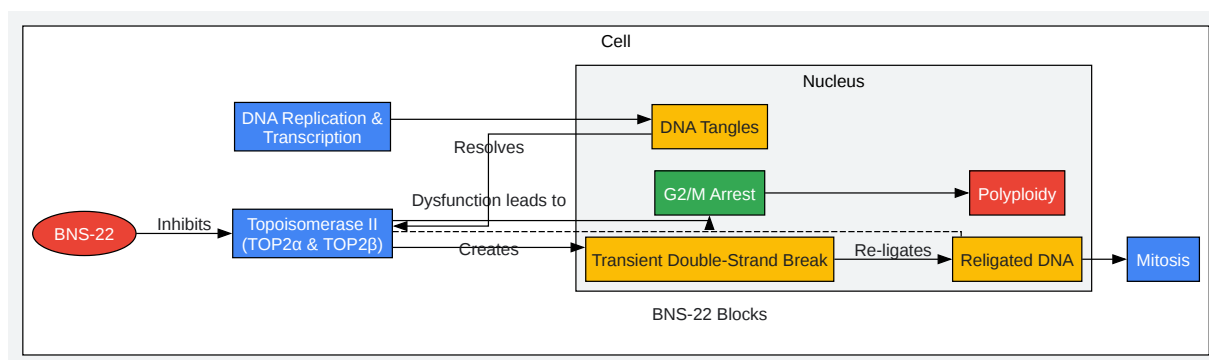 Cell
Nucleus
DNA Replication &
Transcription
DNA Tangles
Resolves
G2/M Arrest
Polyploidy
Dysfunction leads to
BNS-22
Inhibits
Topoisomerase II
(TOP2α & TOP2β)
Creates
Transient Double-Strand Break
Re-ligates
Religated DNA
Mitosis
BNS-22 Blocks